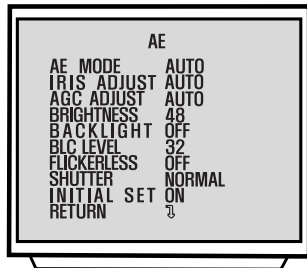 AE
AE MODE AUTO
IRIS ADJUST AUTO
AGC ADJUST AUTO
BRIGHTNESS 48
BACKLIGHT OFF
BLC LEVEL 32
FLICKERLESS OFF
SHUTTER NORMAL
INITIAL SET ON
RETURN ↴